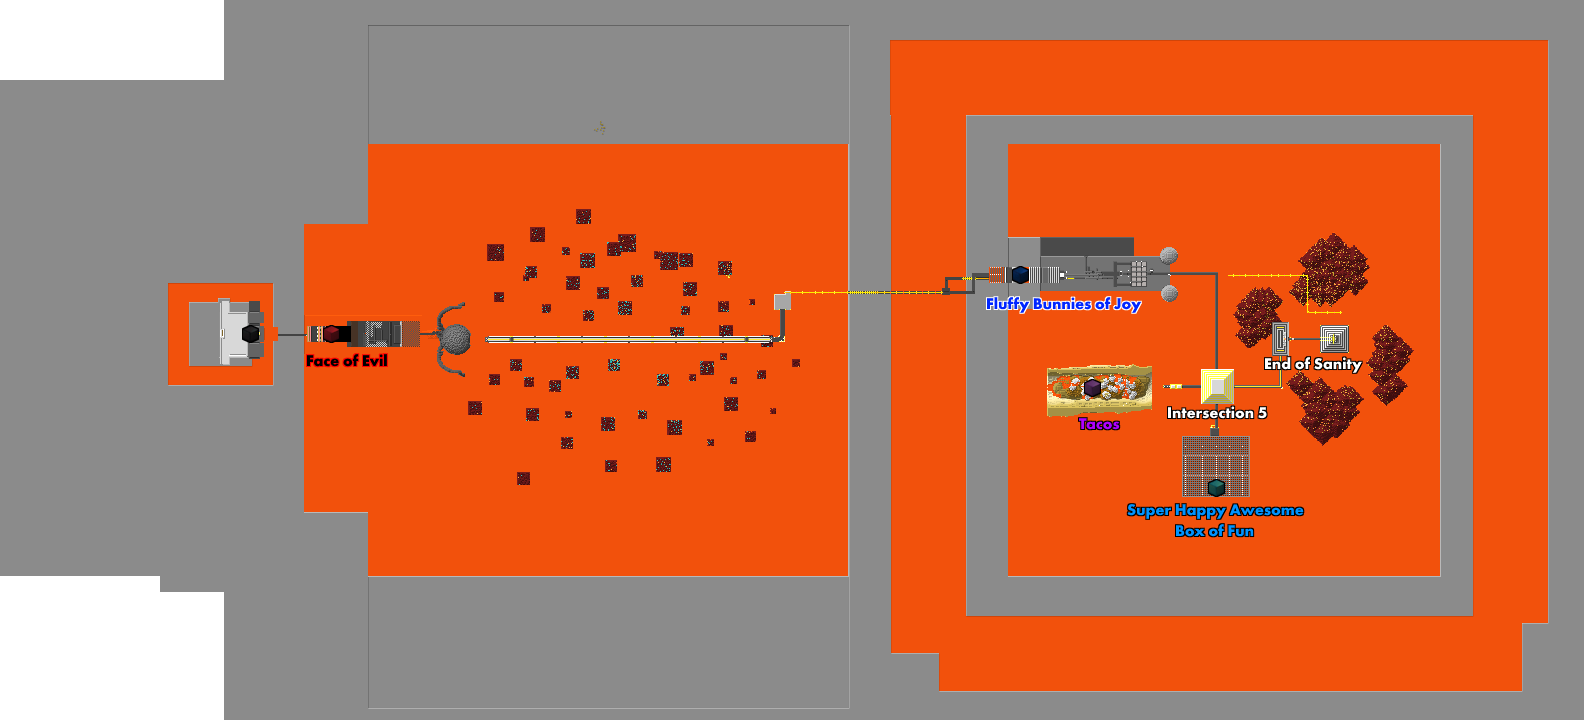 Fluffy Bunnies of Joy
Face of Evil
End of Sanity
Intersection 5
Tacos
Super Happy Awesome
Box of Fun